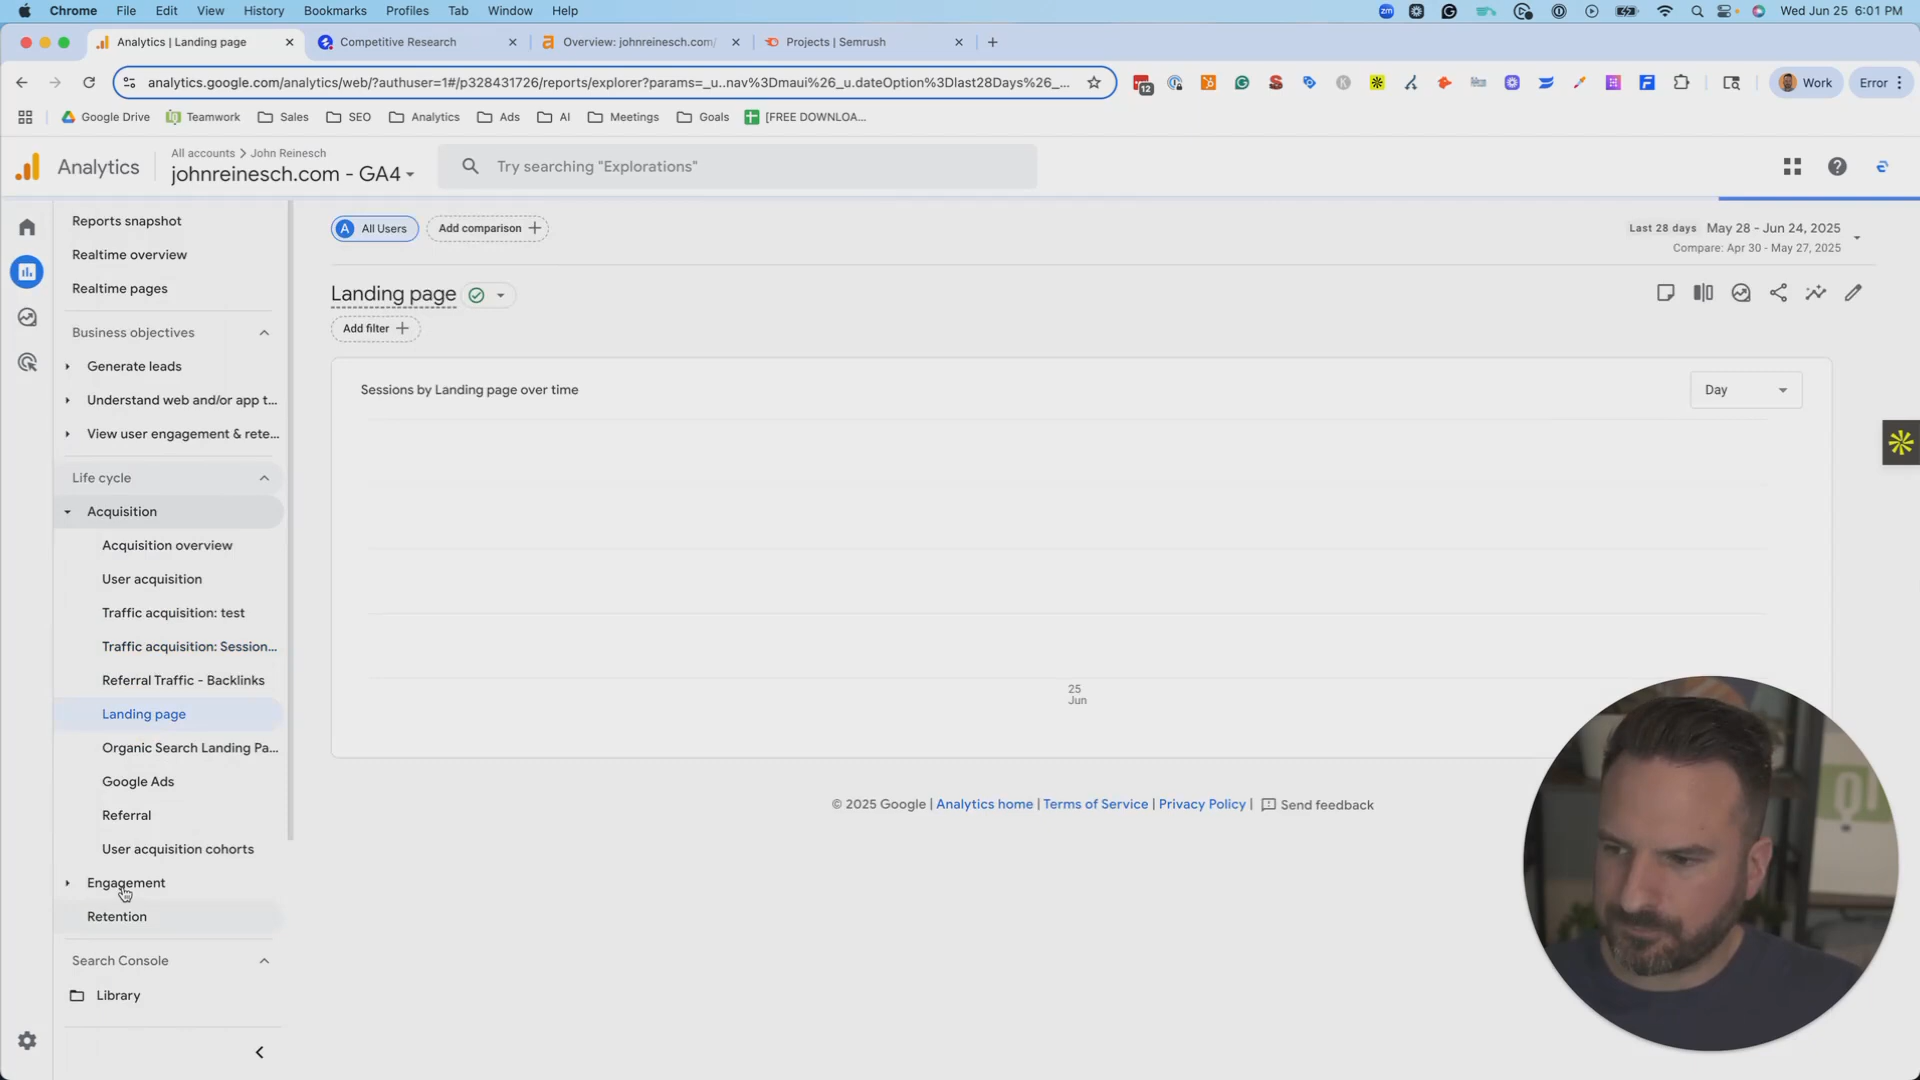 Chrome File Edit View History Bookmarks Profiles Tab Window Help
zm
Wed Jun 25 6:01 PM
Analytics | Landing page
Competitive Research
Overview: johnreinesch.com/
Projects | Semrush
analytics.google.com/analytics/web/?authuser=1#/p328431726/reports/explorer?params=_u..nav%3Dmaui%26_u.dateOption%3Dlast28Days%26_...
12
Work
Error
Google Drive
Teamwork
Sales
SEO
Analytics
Ads
AI
Meetings
Goals
[FREE DOWNLOA...
Analytics
All accounts > John Reinesch
johnreinesch.com - GA4
Try searching "Explorations"
Reports snapshot
Realtime overview
Realtime pages
Business objectives
Generate leads
Understand web and/or app t...
View user engagement & rete...
Life cycle
Acquisition
Acquisition overview
User acquisition
Traffic acquisition: test
Traffic acquisition: Session...
Referral Traffic - Backlinks
Landing page
Organic Search Landing Pa...
Google Ads
Referral
User acquisition cohorts
Engagement
Retention
Search Console
Library
A All Users
Add comparison
Last 28 days May 28 - Jun 24, 2025
Compare: Apr 30 - May 27, 2025
Landing page
Add filter
Sessions by Landing page over time
Day
25
Jun
© 2025 Google | Analytics home | Terms of Service | Privacy Policy | Send feedback